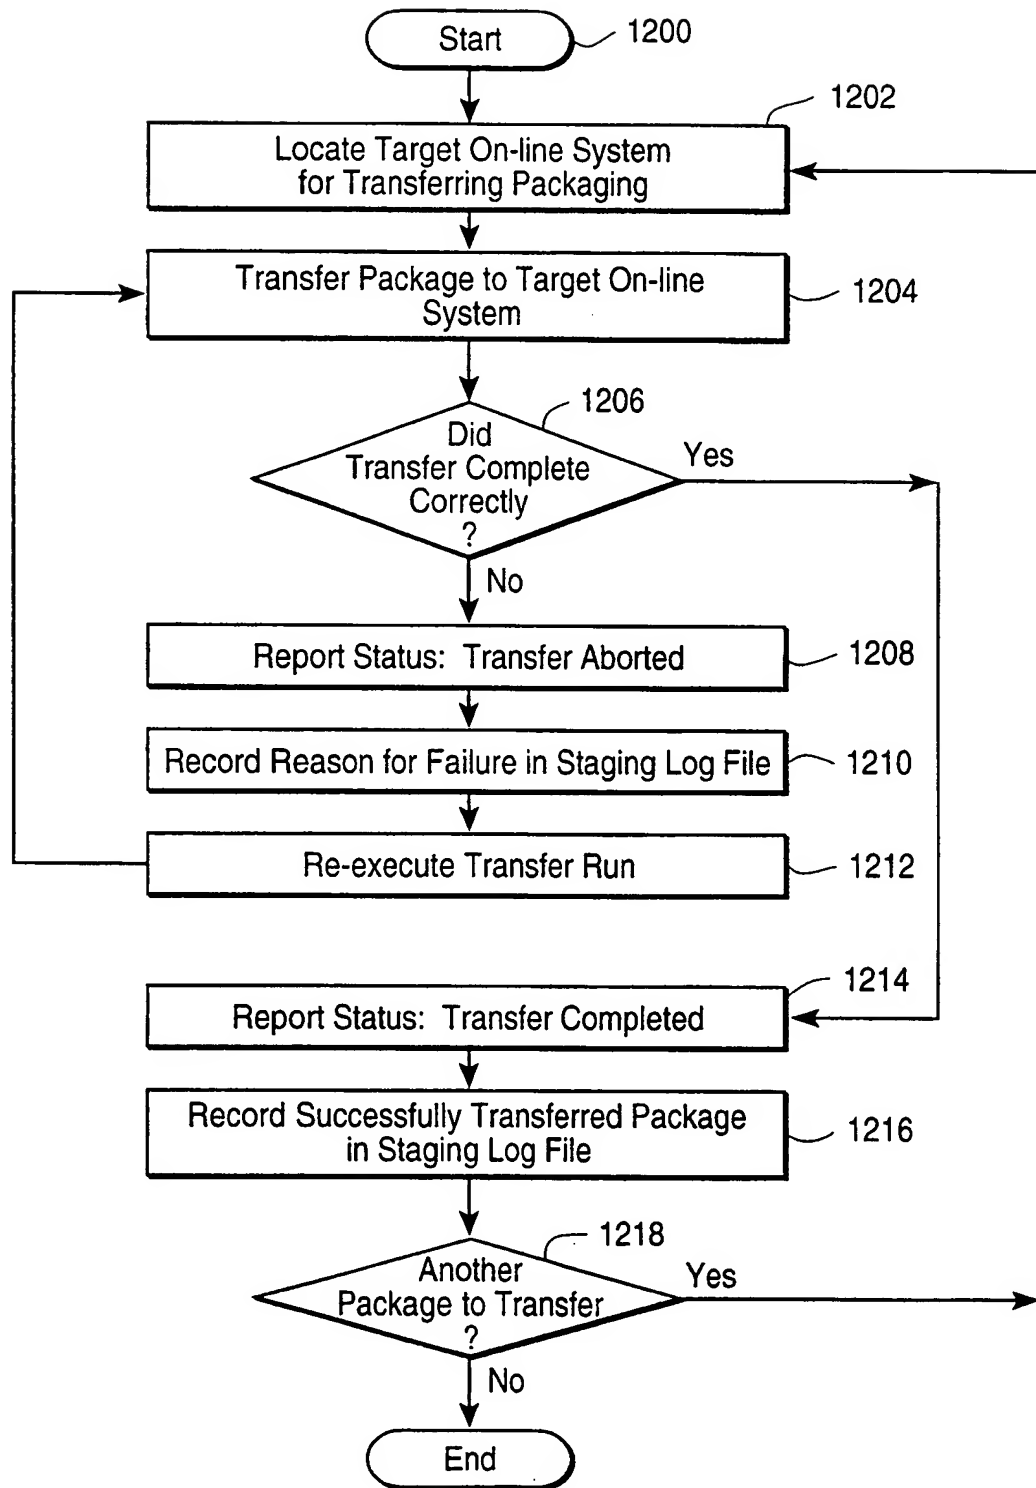 Start
1200
1202
Locate Target On-line System
for Transferring Packaging
Transfer Package to Target On-line
System
1204
1206
Did
Transfer Complete
Correctly
?
Yes
No
Report Status: Transfer Aborted
1208
Record Reason for Failure in Staging Log File
1210
Re-execute Transfer Run
1212
1214
Report Status: Transfer Completed
Record Successfully Transferred Package
in Staging Log File
1216
1218
Another
Package to Transfer
?
Yes
No
End